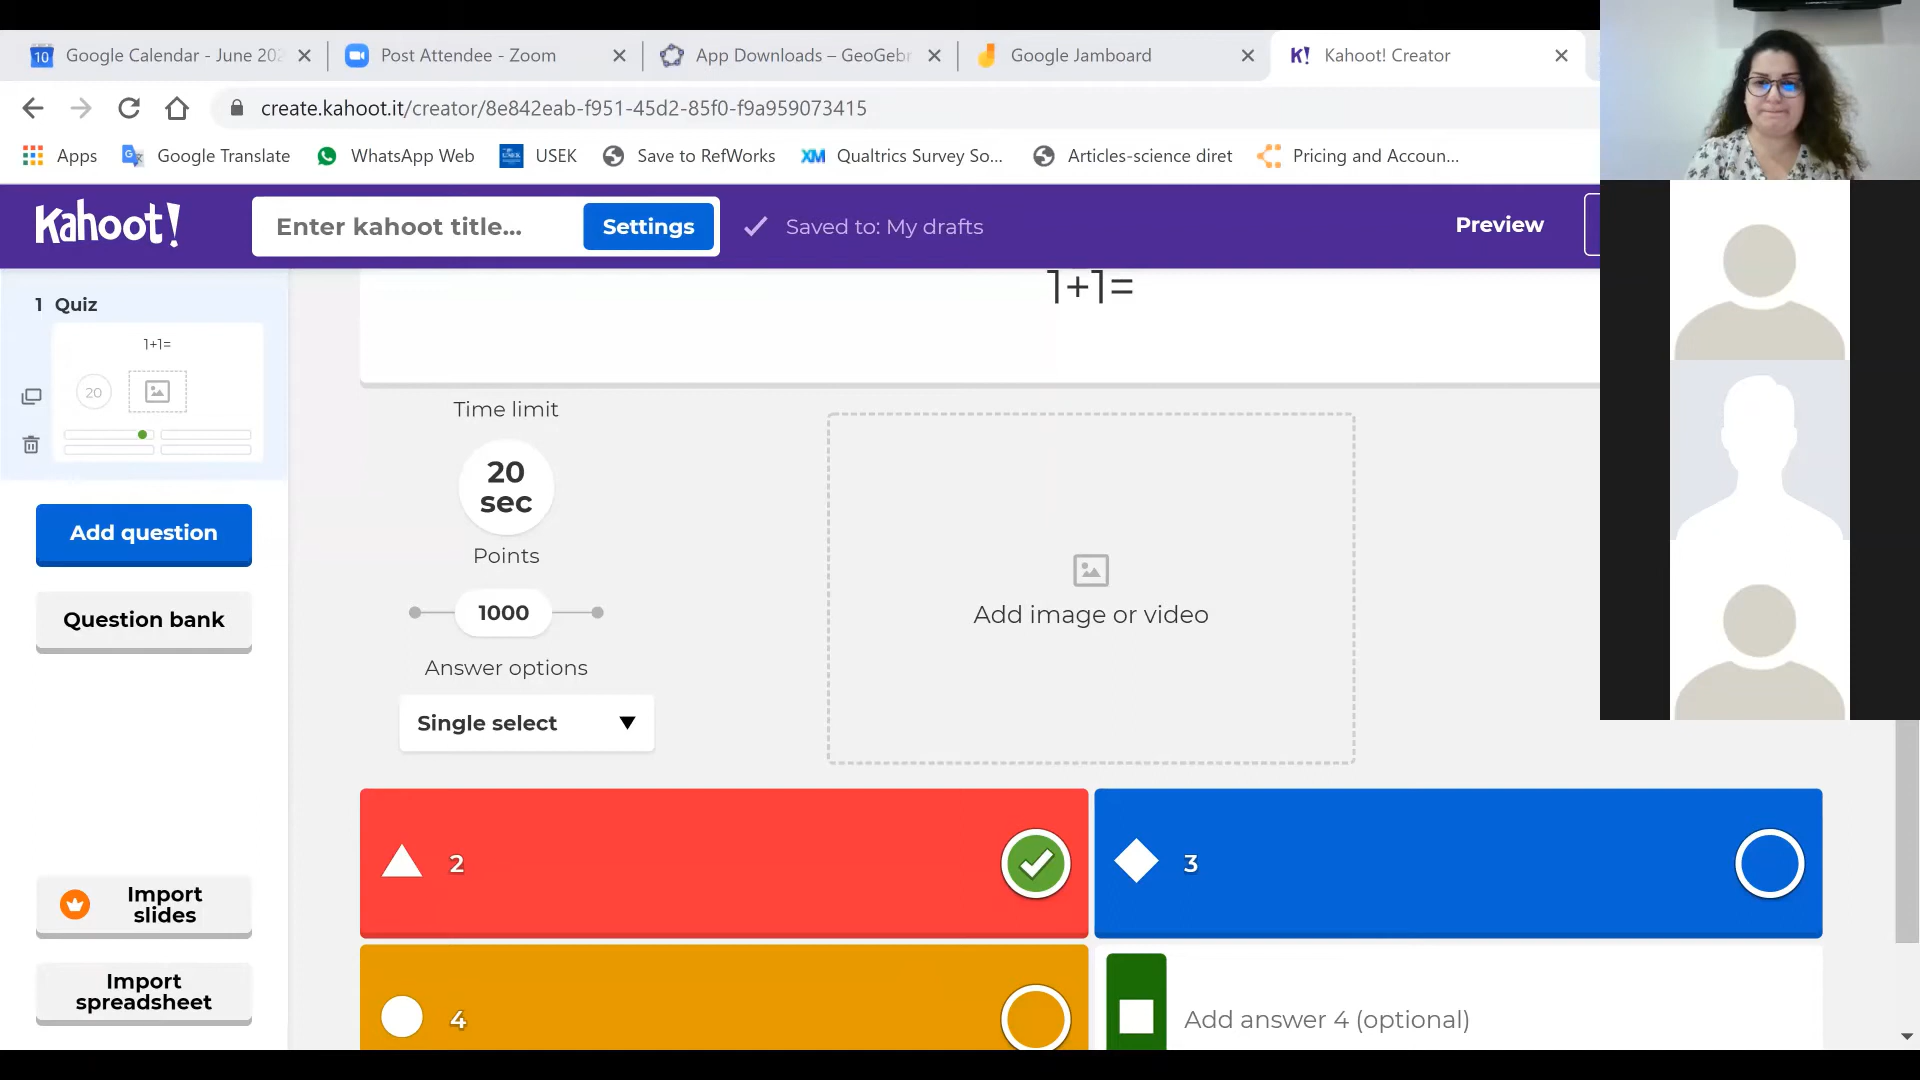 Google Calendar - June 202
Post Attendee - Zoom
App Downloads – GeoGebr
Google Jamboard
K! Kahoot! Creator
create.kahoot.it/creator/8e842eab-f951-45d2-85f0-f9a959073415
Apps
Google Translate
WhatsApp Web
USEK
Save to RefWorks
XM Qualtrics Survey So...
Articles-science diret
Pricing and Accoun...
Kahoot!
Enter kahoot title...
Settings
Saved to: My drafts
Preview
1 Quiz
1+1=
20
Add question
Question bank
Import
slides
Import
spreadsheet
1+1=
Time limit
20
sec
Points
1000
Answer options
Single select
Add image or video
2
3
4
Add answer 4 (optional)